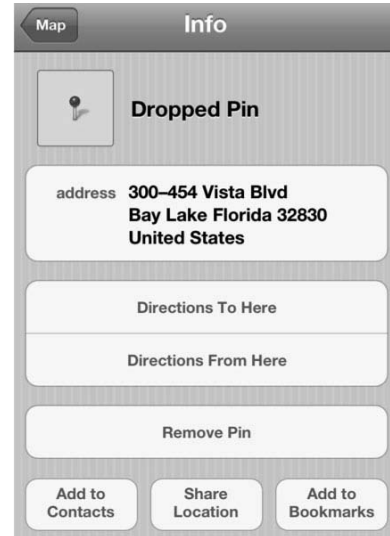 Map
Info
Dropped Pin
address 300–454 Vista Blvd
Bay Lake Florida 32830
United States
Directions To Here
Directions From Here
Remove Pin
Add to Contacts
Share Location
Add to Bookmarks